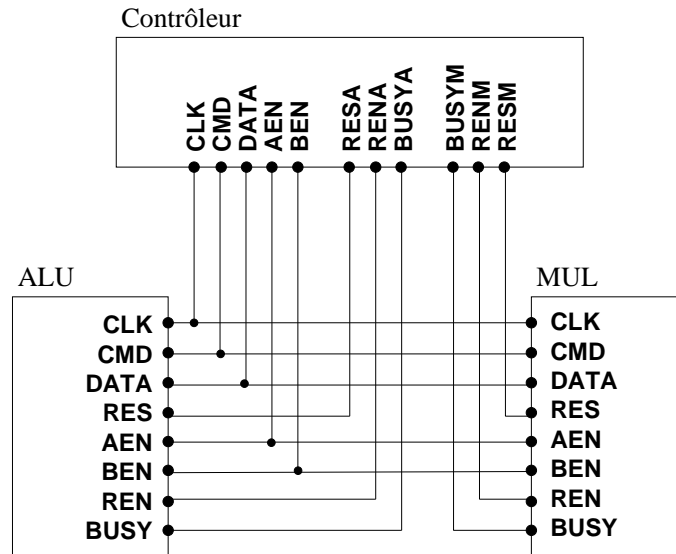 Contrôleur
CLK
CMD
DATA
AEN
BEN
RESA
RENA
BUSYA
BUSYM
RENM
RESM
ALU
CLK
CMD
DATA
RES
AEN
BEN
REN
BUSY
MUL
CLK
CMD
DATA
RES
AEN
BEN
REN
BUSY